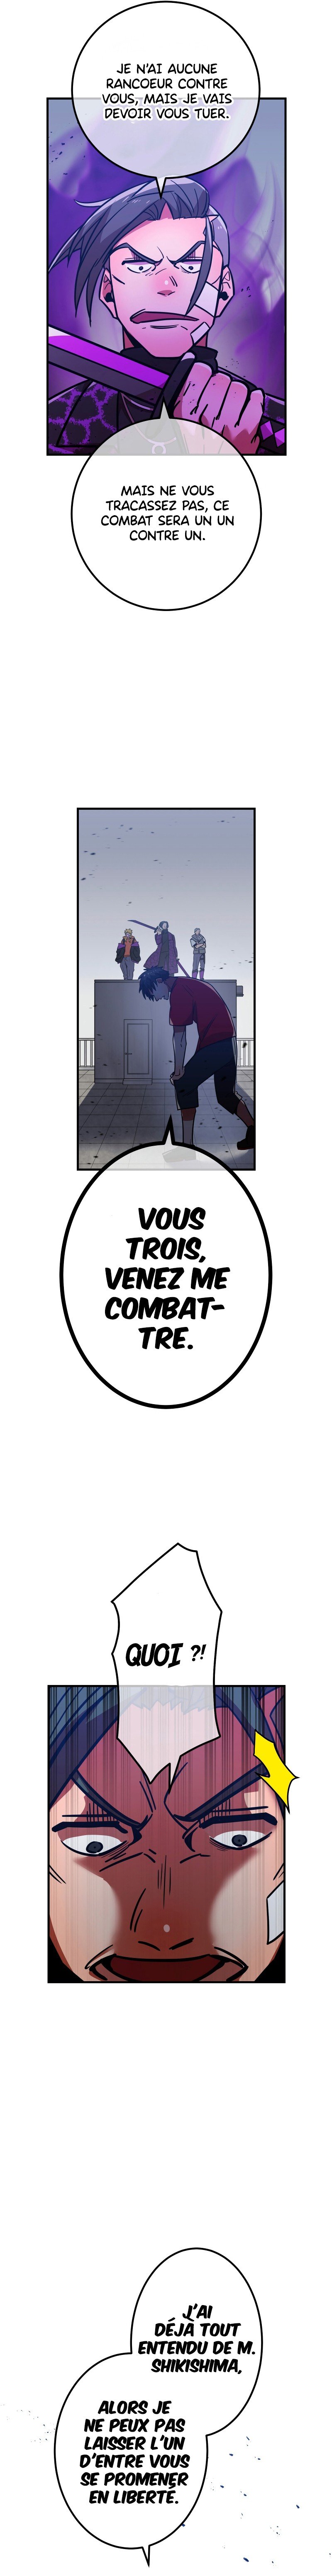 JE N'AI AUCUNE
RANCOEUR CONTRE
VOUS, MAIS JE VAIS
DEVOIR VOUS TUER.
MAIS NE VOUS
TRACASSEZ PAS, CE
COMBAT SERA UN UN
CONTRE UN.
VOUS
TROIS,
VENEZ ME
COMBAT-
TRE.
QUOI ?!
J'AI
DÉJÀ TOUT
ENTENDU DE M.
SHIKISHIMA,
ALORS JE
NE PEUX PAS
LAISSER L'UN
D'ENTRE VOUS
SE PROMENER
EN LIBERTÉ.